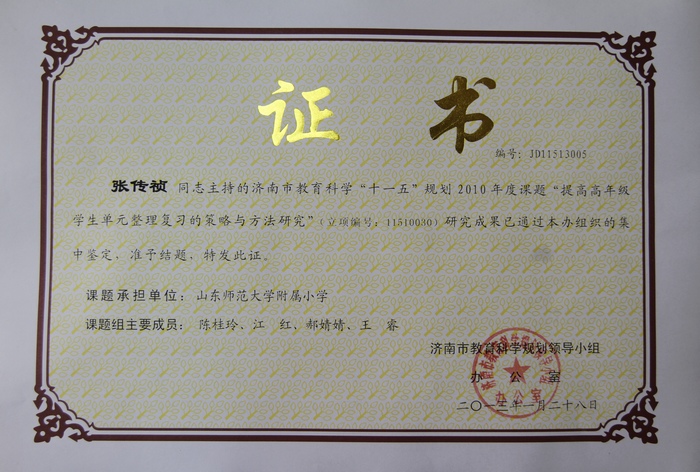 证 书
编号：JD11513005
张传祯 同志主持的济南市教育科学“十一五”规划2010年度课题“提高高年级
学生单元整理复习的策略与方法研究”（立项编号：11510030）研究成果已通过本办组织的集
中鉴定，准予结题，特发此证。
课题承担单位：山东师范大学附属小学
课题组主要成员：陈桂玲、江 红、郝婧婧、王 睿
济南市教育科学规划领导小组
办 公 室
二〇一三年一月二十八日
办公室